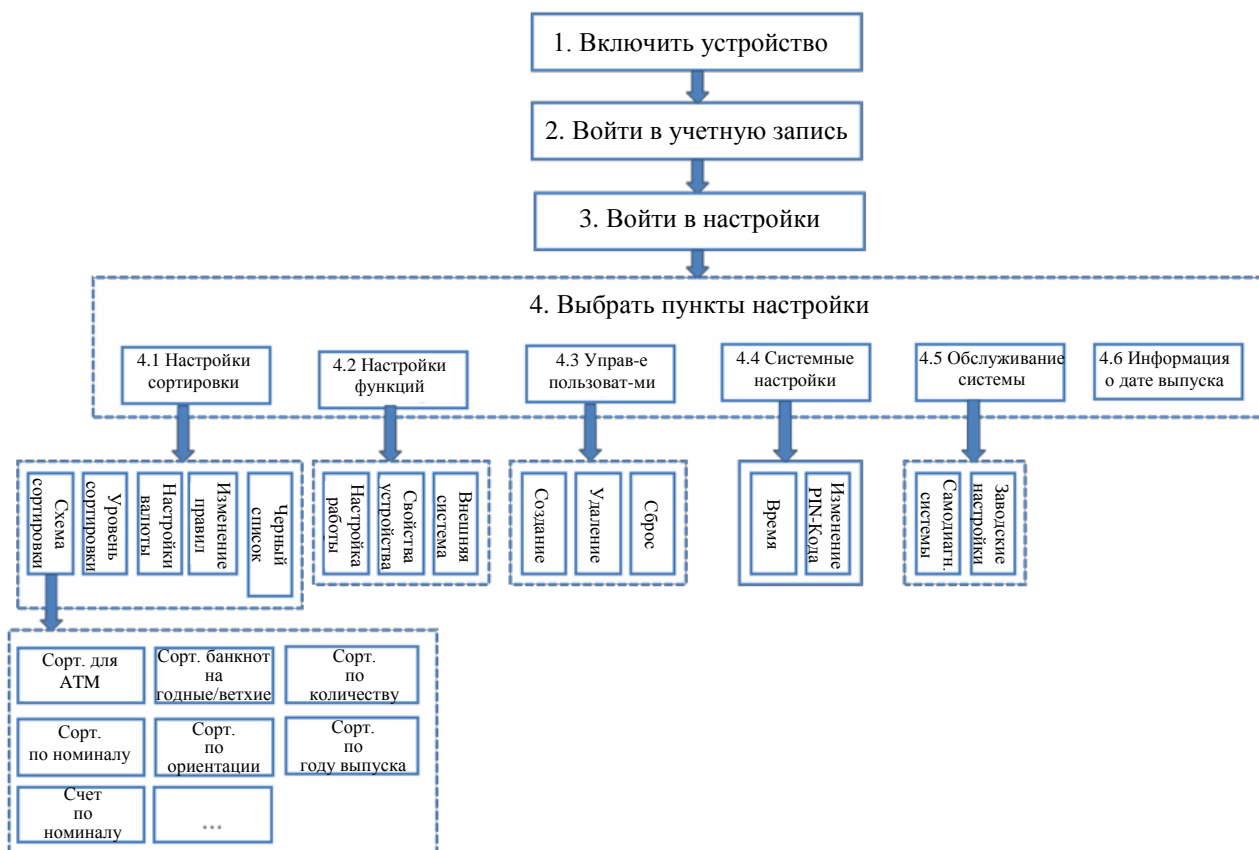 1. Включить устройство
2. Войти в учетную запись
3. Войти в настройки
4. Выбрать пункты настройки
4.1 Настройки
сортировки
4.2 Настройки
функций
4.3 Управ-е
пользоват-ми
4.4 Системные
настройки
4.5 Обслуживание
системы
4.6 Информация
о дате выпуска
Схема
сортировки
Уровень
сортировки
Настройки
валюты
Изменение
правил
Черный
список
Настройка
работы
Свойства
устройства
Внешняя
система
Создание
Удаление
Сброс
Время
Изменение
PIN-Кода
Самодиагн.
системы
Заводские
настройки
Сорт. для
АТМ
Сорт. банкнот
на
годные/ветхие
Сорт.
по
количеству
Сорт.
по номиналу
Сорт.
по
ориентации
Сорт.
по
году выпуска
Счет
по
номиналу
...